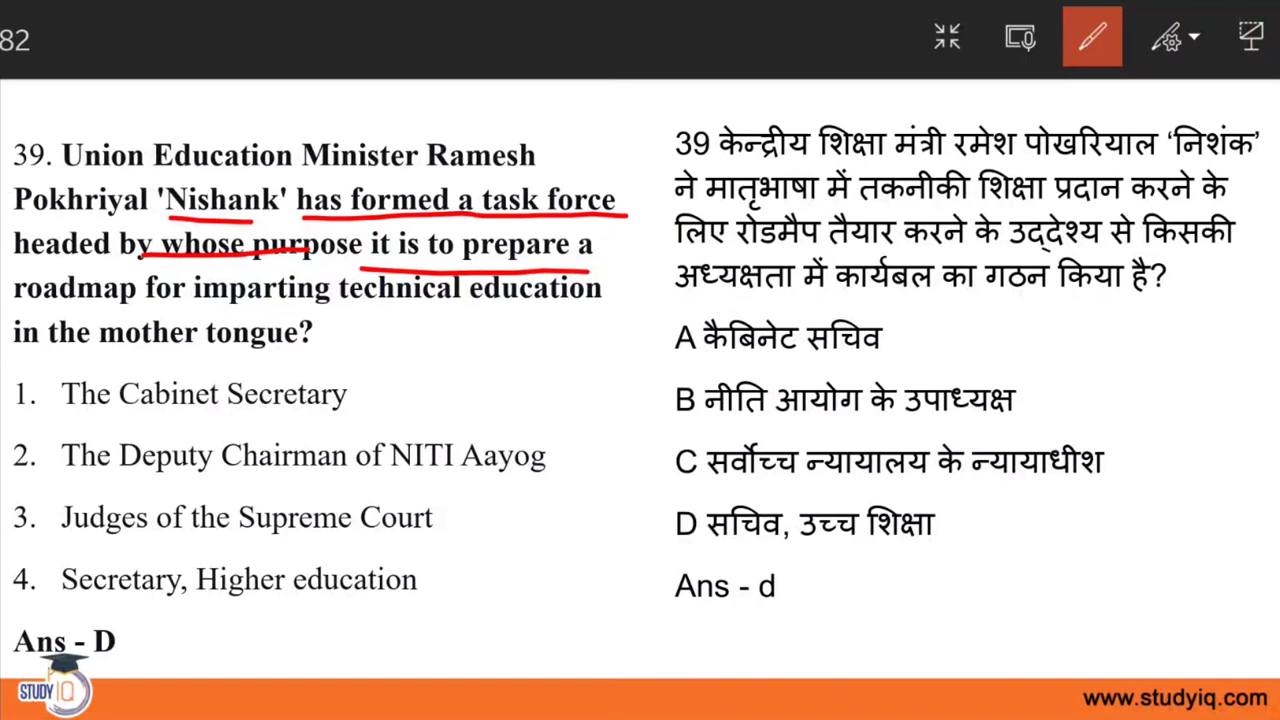 82
39. Union Education Minister Ramesh
Pokhriyal 'Nishank' has formed a task force
headed by whose purpose it is to prepare a
roadmap for imparting technical education
in the mother tongue?
1. The Cabinet Secretary
2. The Deputy Chairman of NITI Aayog
3. Judges of the Supreme Court
4. Secretary, Higher education
Ans - D
39 केन्द्रीय शिक्षा मंत्री रमेश पोखरियाल ‘निशंक’
ने मातृभाषा में तकनीकी शिक्षा प्रदान करने के
लिए रोडमैप तैयार करने के उद्देश्य से किसकी
अध्यक्षता में कार्यबल का गठन किया है?
A कैबिनेट सचिव
B नीति आयोग के उपाध्यक्ष
C सर्वोच्च न्यायालय के न्यायाधीश
D सचिव, उच्च शिक्षा
Ans - d
STUDY IQ
www.studyiq.com